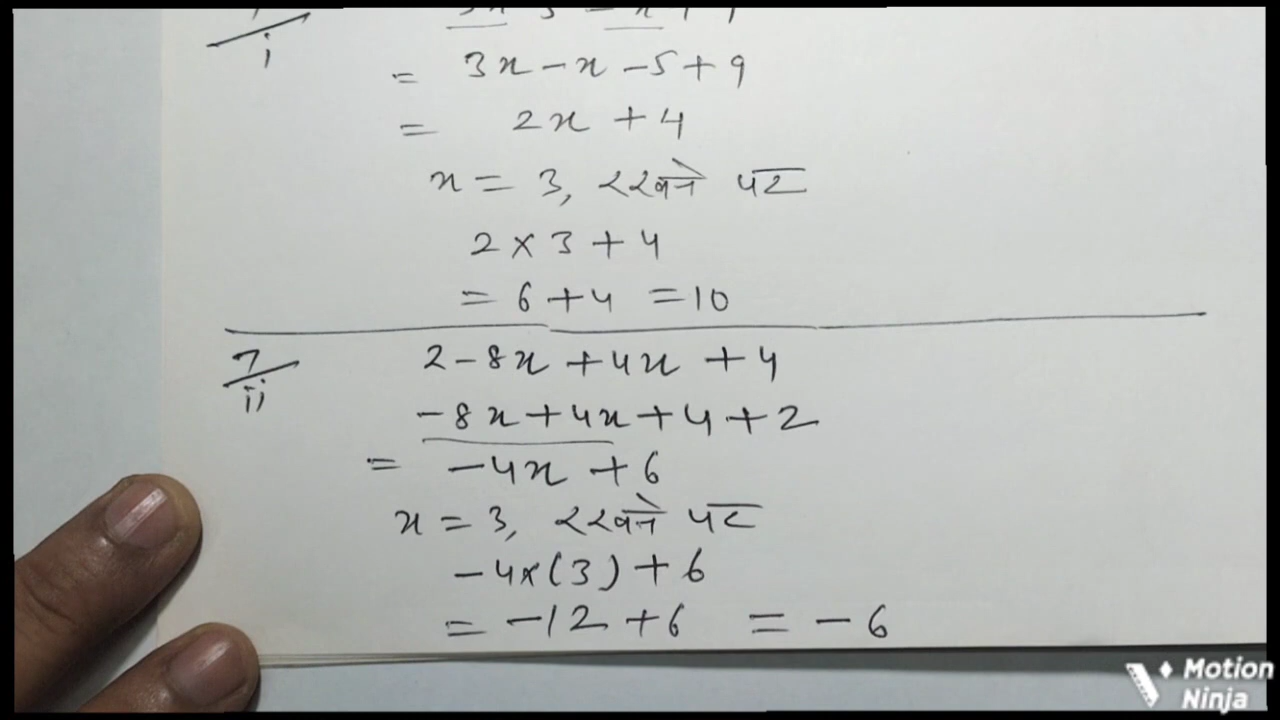 i
= 3x - x - 5 + 9
= 2x + 4
x = 3, रखने पर
2 × 3 + 4
= 6 + 4 = 10
7/ii 2 - 8x + 4x + 4
-8x + 4x + 4 + 2
= -4x + 6
x = 3, रखने पर
-4×(3) + 6
= -12 + 6 = -6
Motion
Ninja